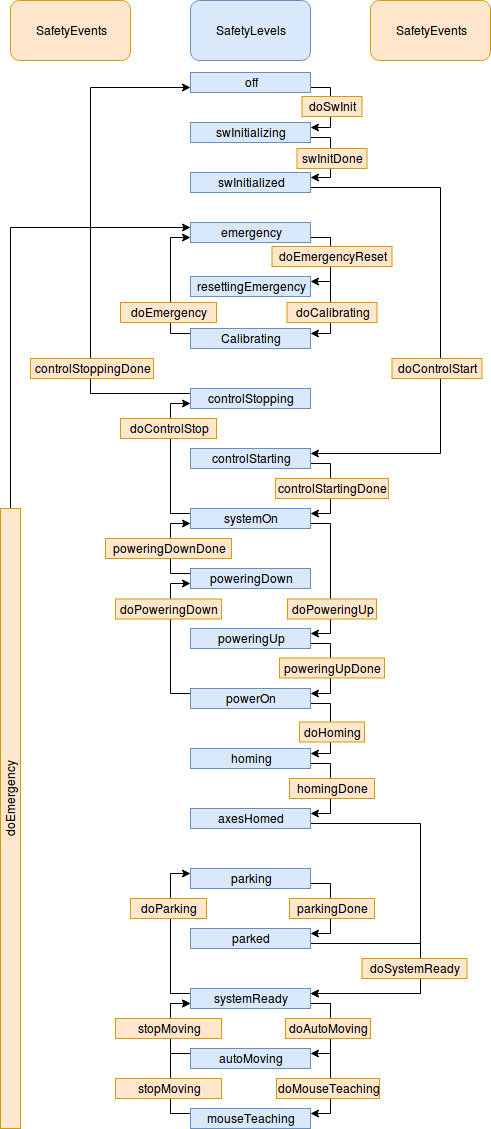 SafetyEvents
SafetyLevels
SafetyEvents
off
doSwInit
swInitializing
swInitDone
swInitialized
emergency
doEmergencyReset
resettingEmergency
doEmergency
doCalibrating
Calibrating
controlStoppingDone
doControlStart
controlStopping
doControlStop
controlStarting
controlStartingDone
systemOn
poweringDownDone
poweringDown
doPoweringDown
doPoweringUp
poweringUp
poweringUpDone
powerOn
doHoming
homing
homingDone
doEmergency
axesHomed
parking
doParking
parkingDone
parked
doSystemReady
systemReady
stopMoving
doAutoMoving
autoMoving
stopMoving
doMouseTeaching
mouseTeaching